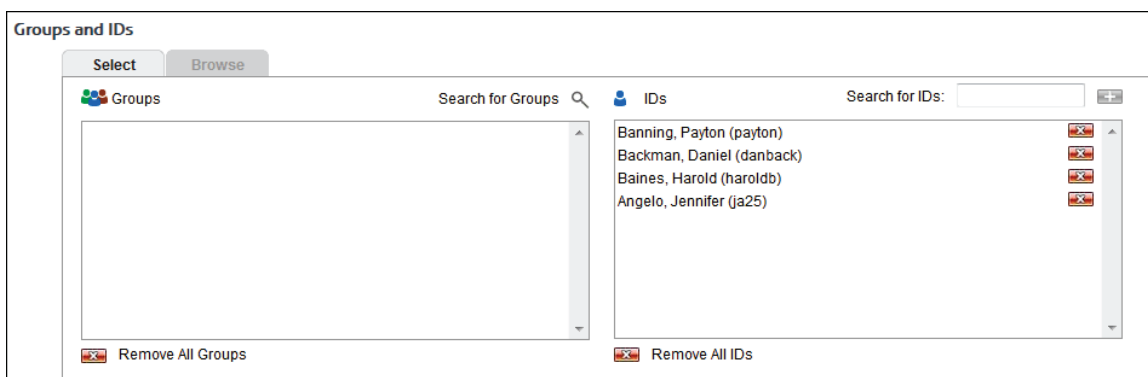 Groups and IDs
Select Browse
Groups Search for Groups IDs Search for IDs:
Banning, Payton (payton)
Backman, Daniel (danback)
Baines, Harold (haroldb)
Angelo, Jennifer (ja25)
Remove All Groups Remove All IDs